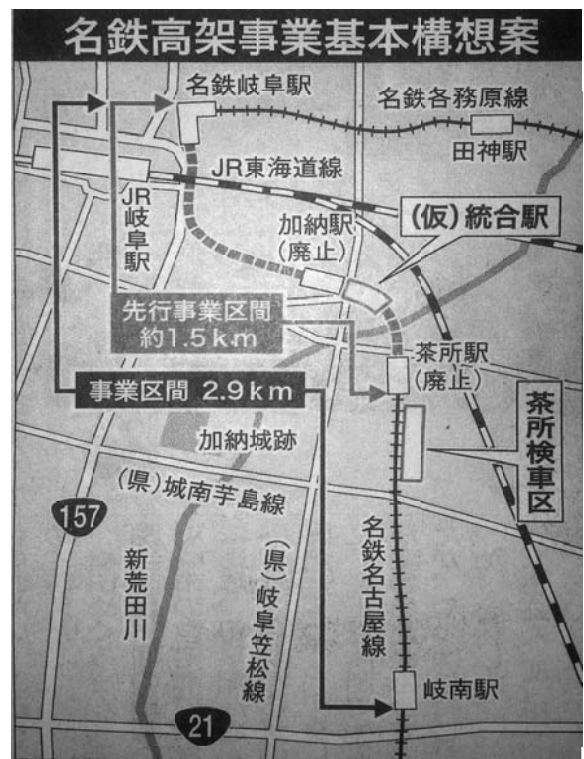 名鉄高架事業基本構想案
名鉄岐阜駅
名鉄各務原線
田神駅
JR東海道線
JR岐阜駅
加納駅
(廃止)
(仮)統合駅
先行事業区間
約1.5km
茶所駅
(廃止)
事業区間 2.9km
茶所検車区
加納城跡
(県)城南芋島線
157
新荒田川
(県)岐阜笠松線
名鉄名古屋線
岐南駅
21